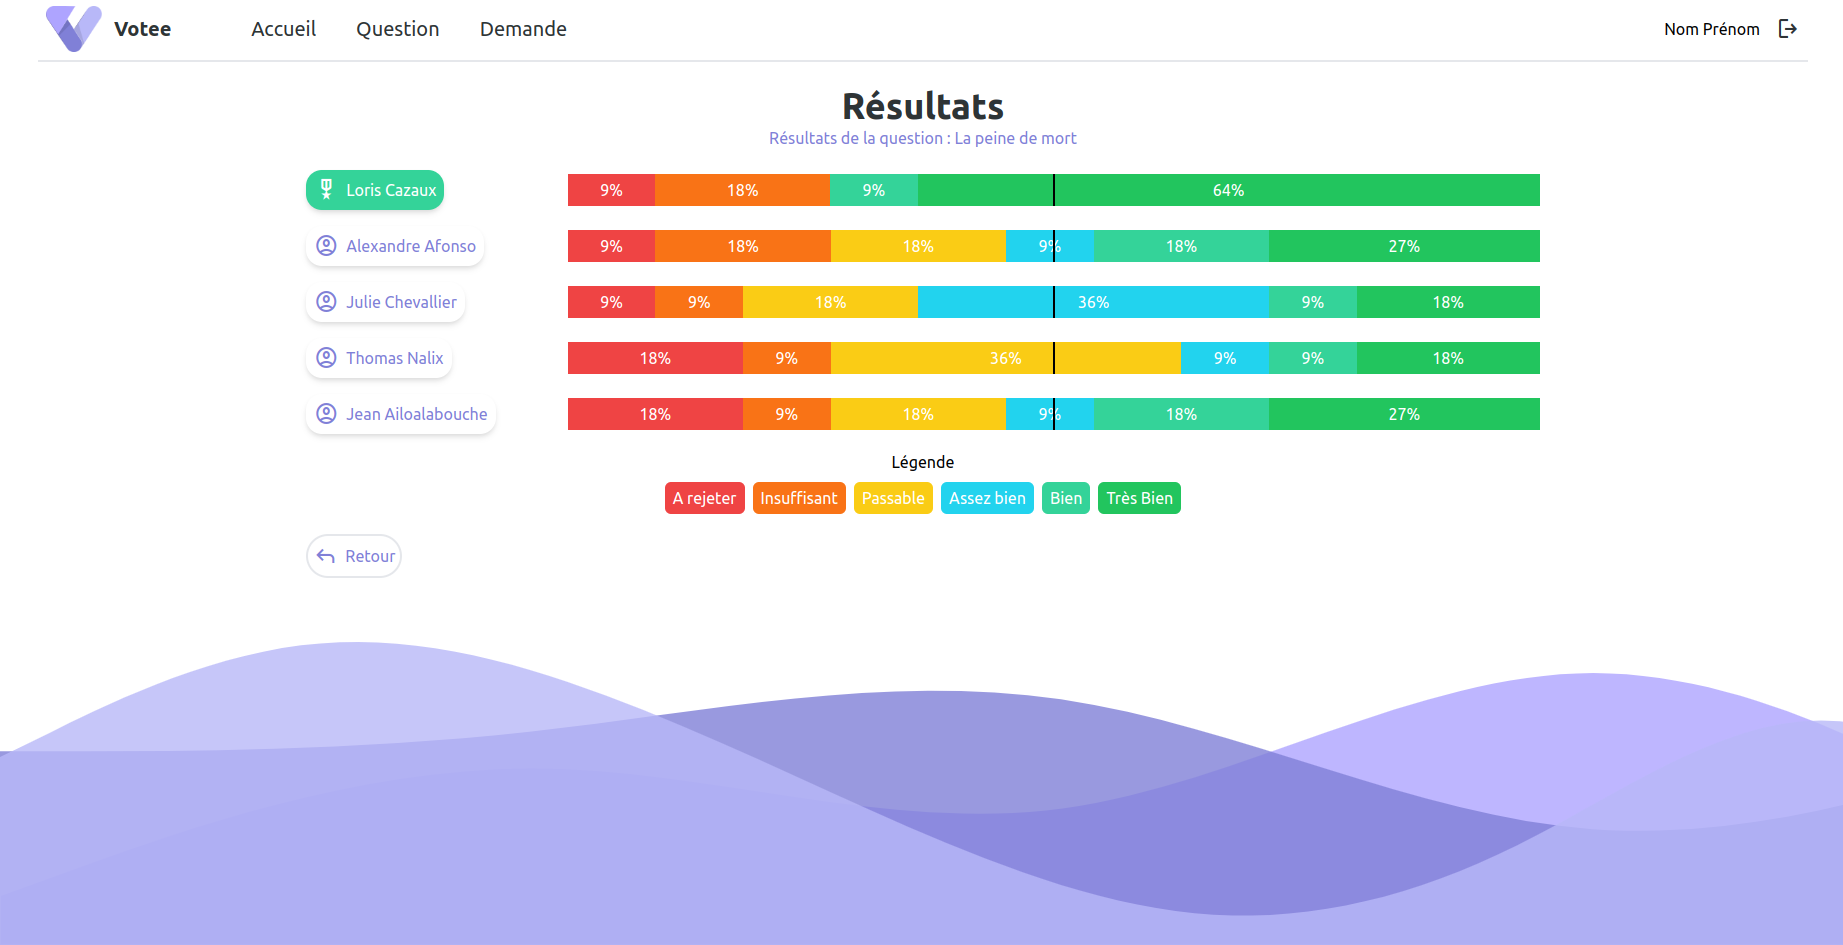 Votee Accueil Question Demande Nom Prénom
Résultats
Résultats de la question : La peine de mort
Loris Cazaux 9% 18% 9% 64%
Alexandre Afonso 9% 18% 18% 9% 18% 27%
Julie Chevallier 9% 9% 18% 36% 9% 18%
Thomas Nalix 18% 9% 36% 9% 9% 18%
Jean Ailoalabouche 18% 9% 18% 9% 18% 27%
Légende
A rejeter Insuffisant Passable Assez bien Bien Très Bien
Retour